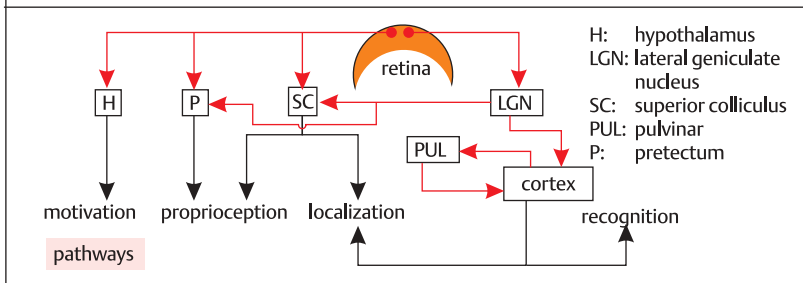 retina
H: hypothalamus
LGN: lateral geniculate
nucleus
SC: superior colliculus
PUL: pulvinar
P: pretectum
H
P
SC
LGN
PUL
cortex
motivation
proprioception
localization
recognition
pathways